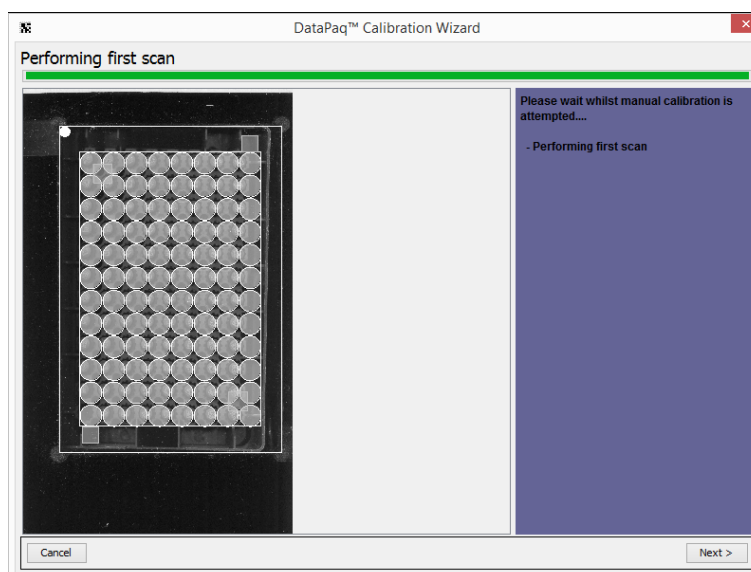 DataPaq™ Calibration Wizard
Performing first scan
Please wait whilst manual calibration is
attempted....
- Performing first scan
Cancel
Next >